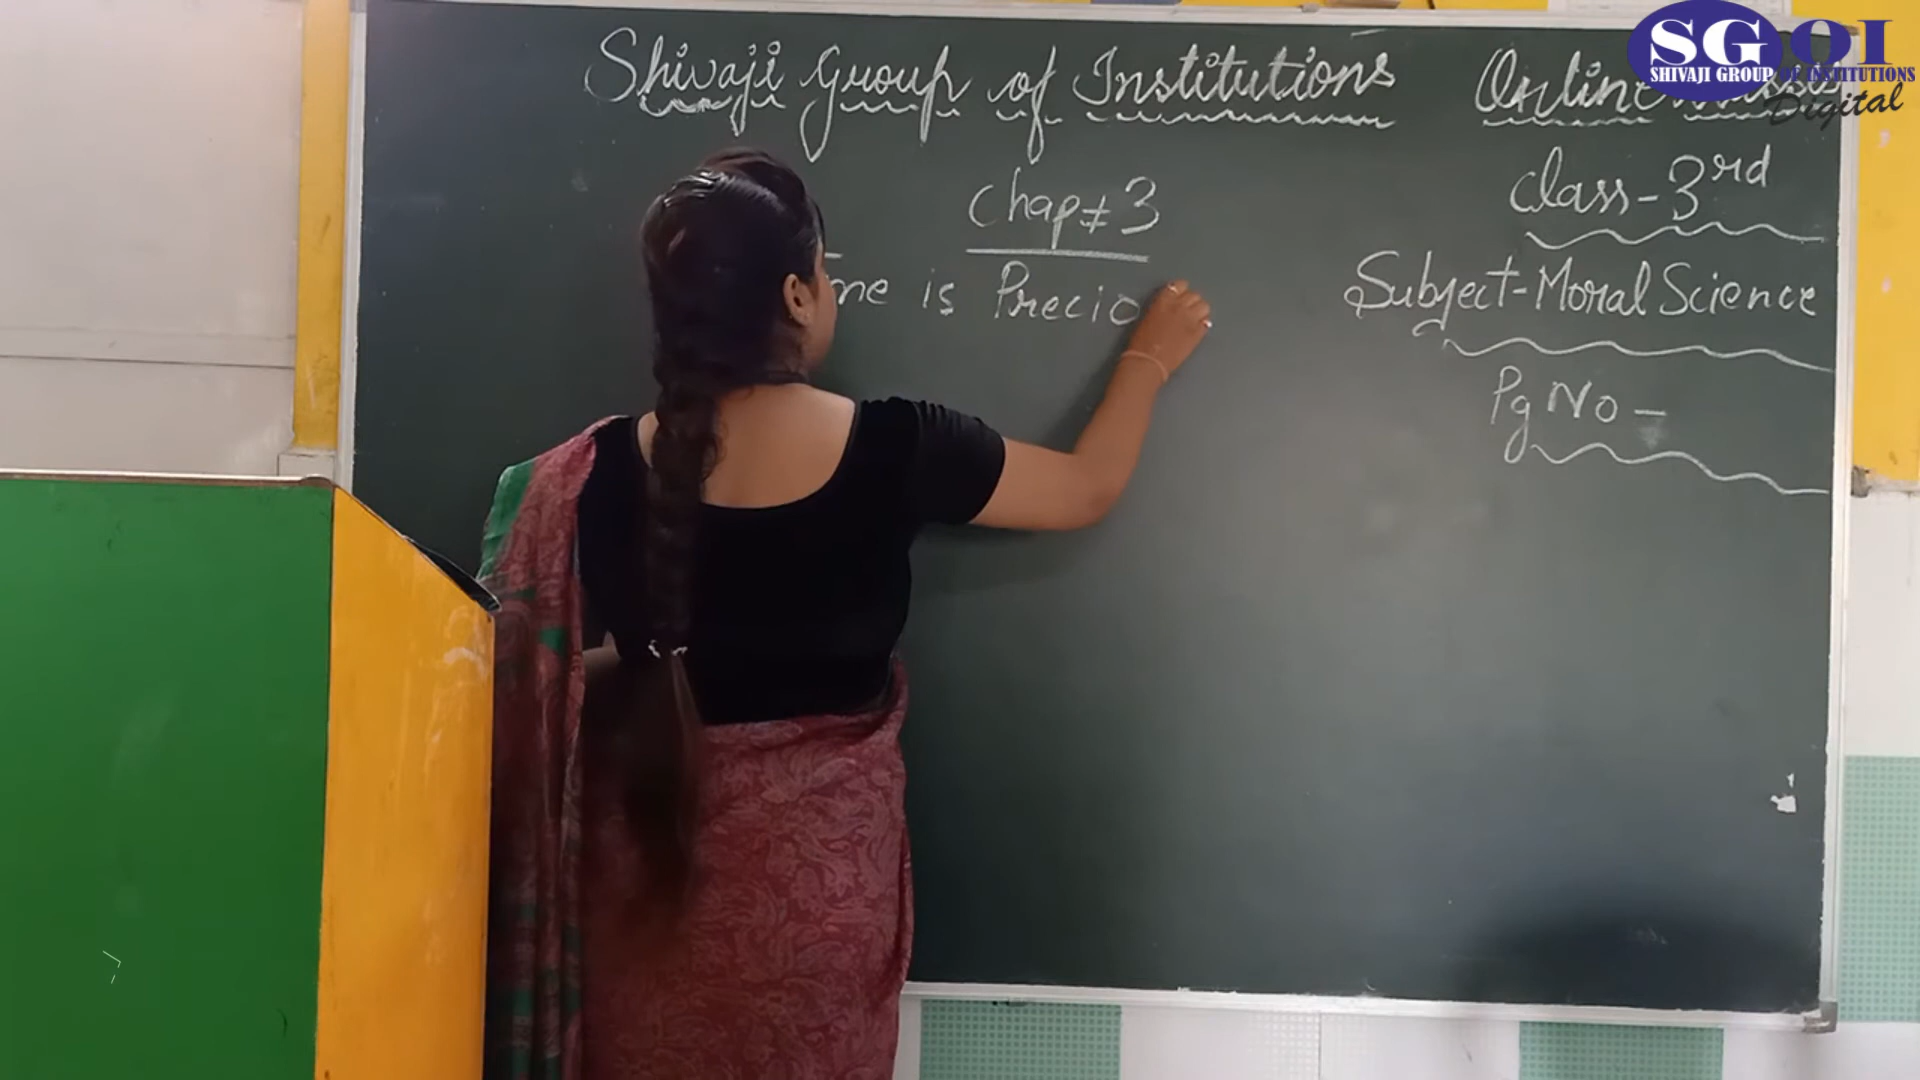 Shivaji Group of Institutions
Chap≠3
is
Class-3rd
Subject-Moral Science
Pg No -
SGOI
SHIVAJI GROUP OF INSTITUTIONS
Digital